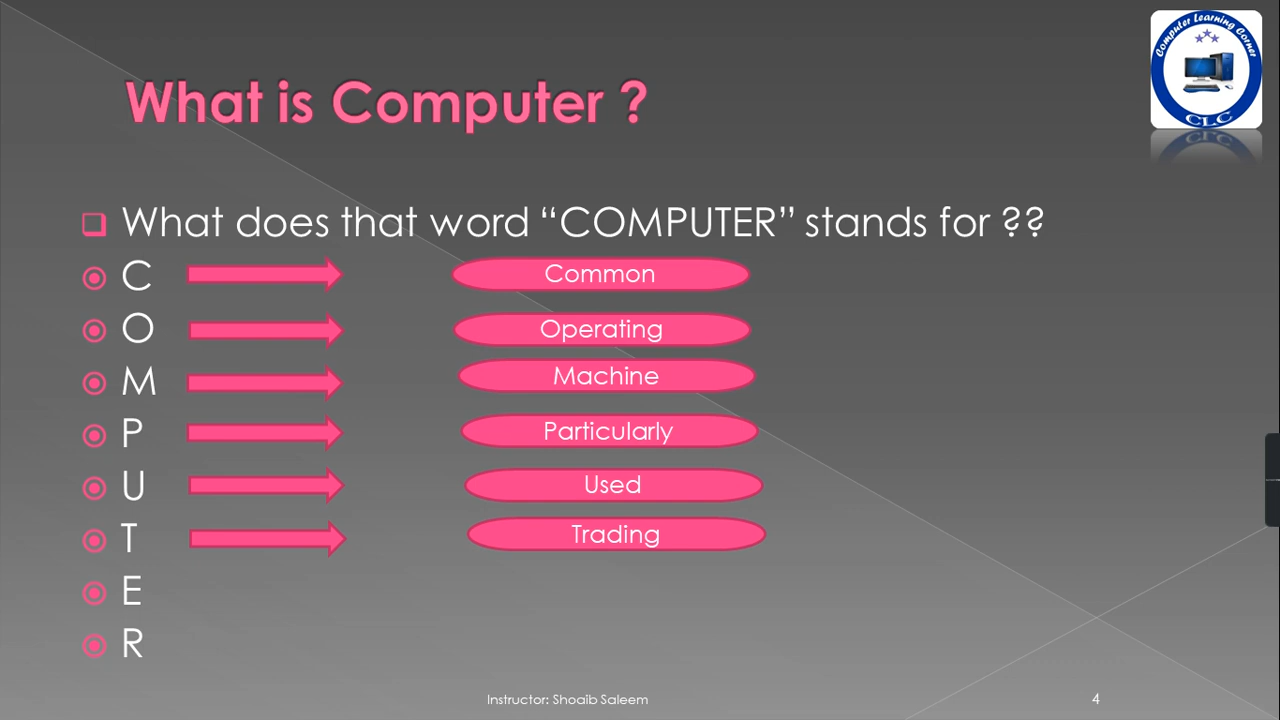 Computer Learning Corner
CLC
What is Computer ?
What does that word “COMPUTER” stands for ??
C Common
O Operating
M Machine
P Particularly
U Used
T Trading
E
R
Instructor: Shoaib Saleem 4